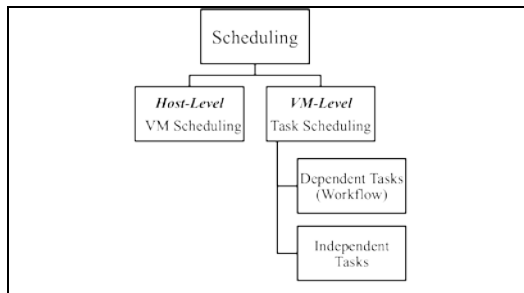 Scheduling
Host-Level
VM Scheduling
VM-Level
Task Scheduling
Dependent Tasks
(Workflow)
Independent
Tasks